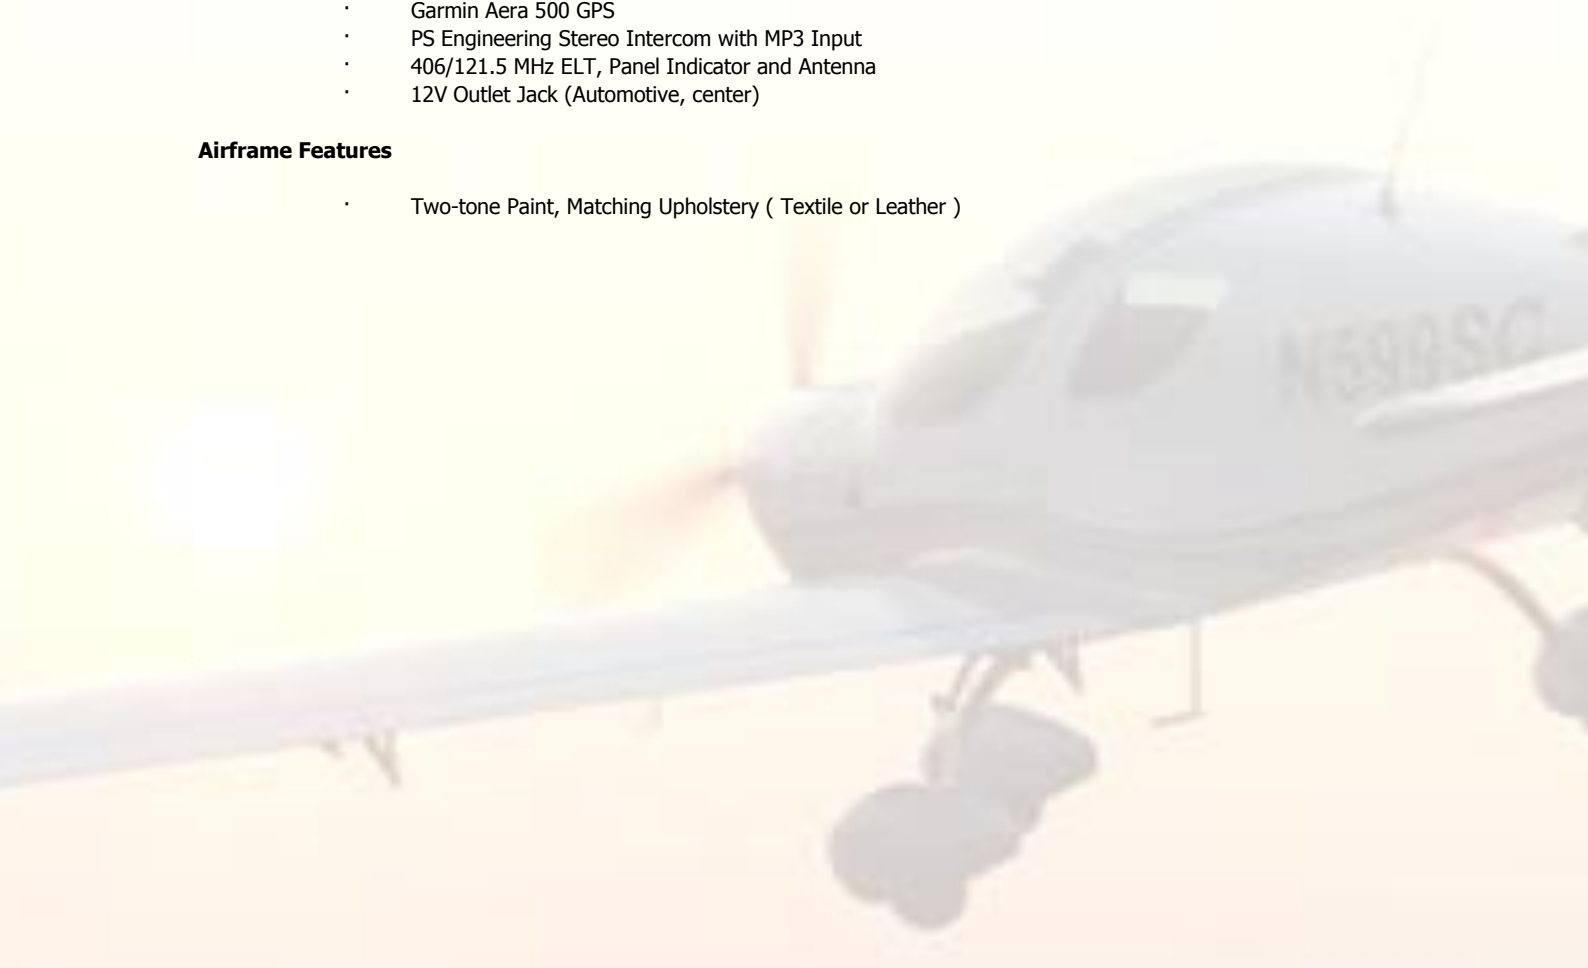 · Garmin Aera 500 GPS
· PS Engineering Stereo Intercom with MP3 Input
· 406/121.5 MHz ELT, Panel Indicator and Antenna
· 12V Outlet Jack (Automotive, center)
Airframe Features
· Two-tone Paint, Matching Upholstery ( Textile or Leather )